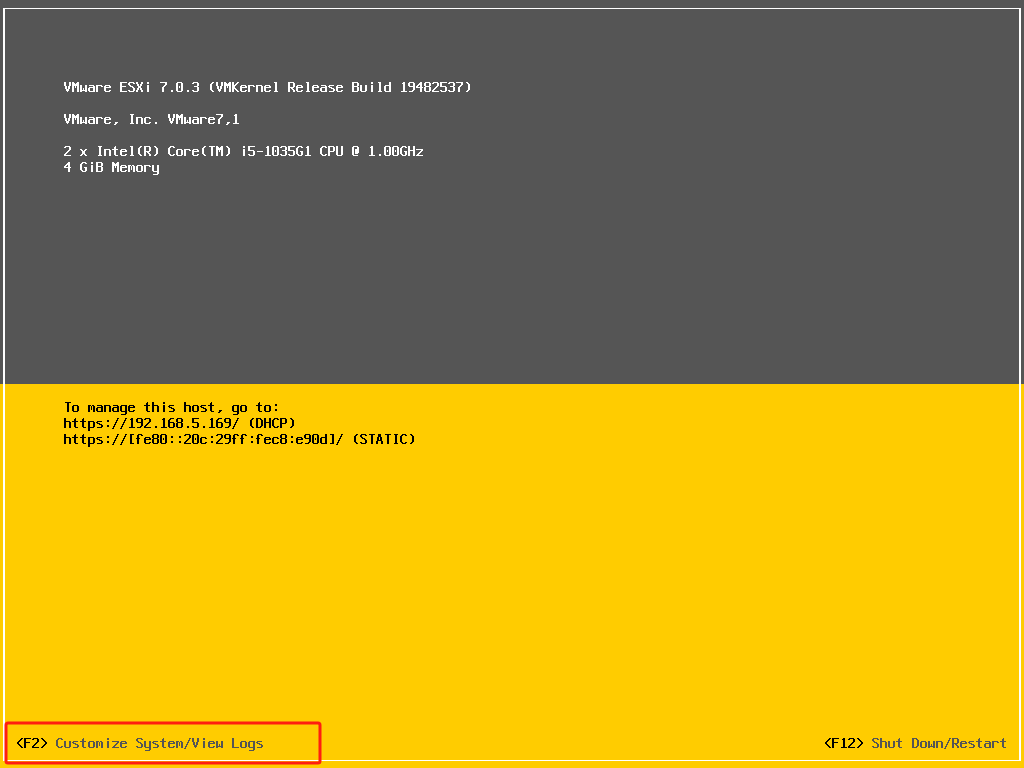 VMware ESXi 7.0.3 (VMKernel Release Build 19482537)
VMware, Inc. VMware7,1
2 x Intel(R) Core(TM) i5-1035G1 CPU @ 1.00GHz
4 GiB Memory
To manage this host, go to:
https://192.168.5.169/ (DHCP)
https://[fe80::20c:29ff:fec8:e90d]/ (STATIC)
<F2> Customize System/View Logs
<F12> Shut Down/Restart